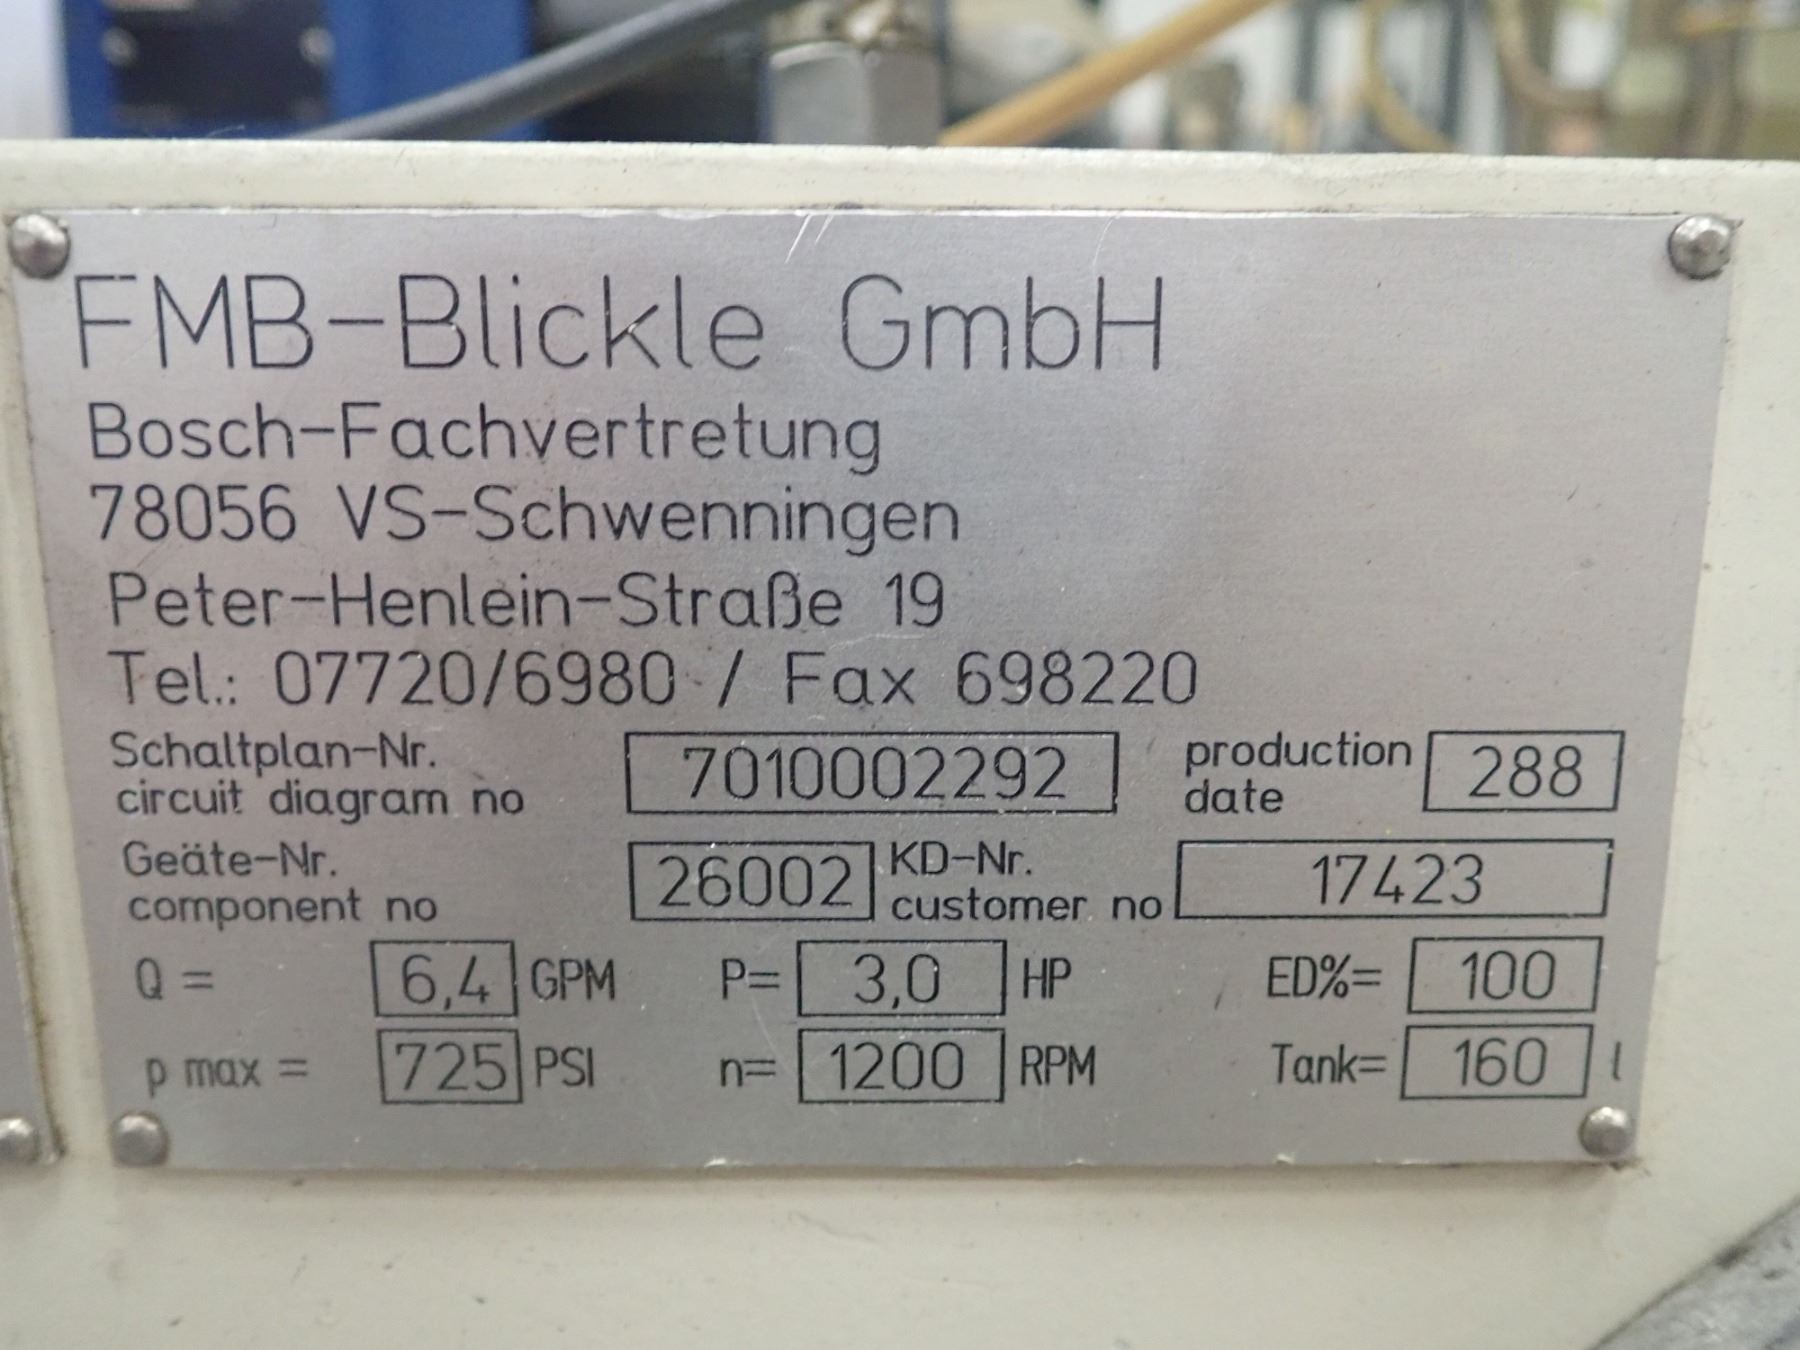 FMB-Blickle GmbH
Bosch-Fachvertretung
78056 VS-Schwenningen
Peter-Henlein-Straße 19
Tel.: 07720/6980 / Fax 698220
Schaltplan-Nr.
circuit diagram no
7010002292
production
date
288
Geäte-Nr.
component no
26002
KD-Nr.
customer no
17423
Q = 6,4 GPM P= 3,0 HP ED%= 100
p max = 725 PSI n= 1200 RPM Tank= 160 l